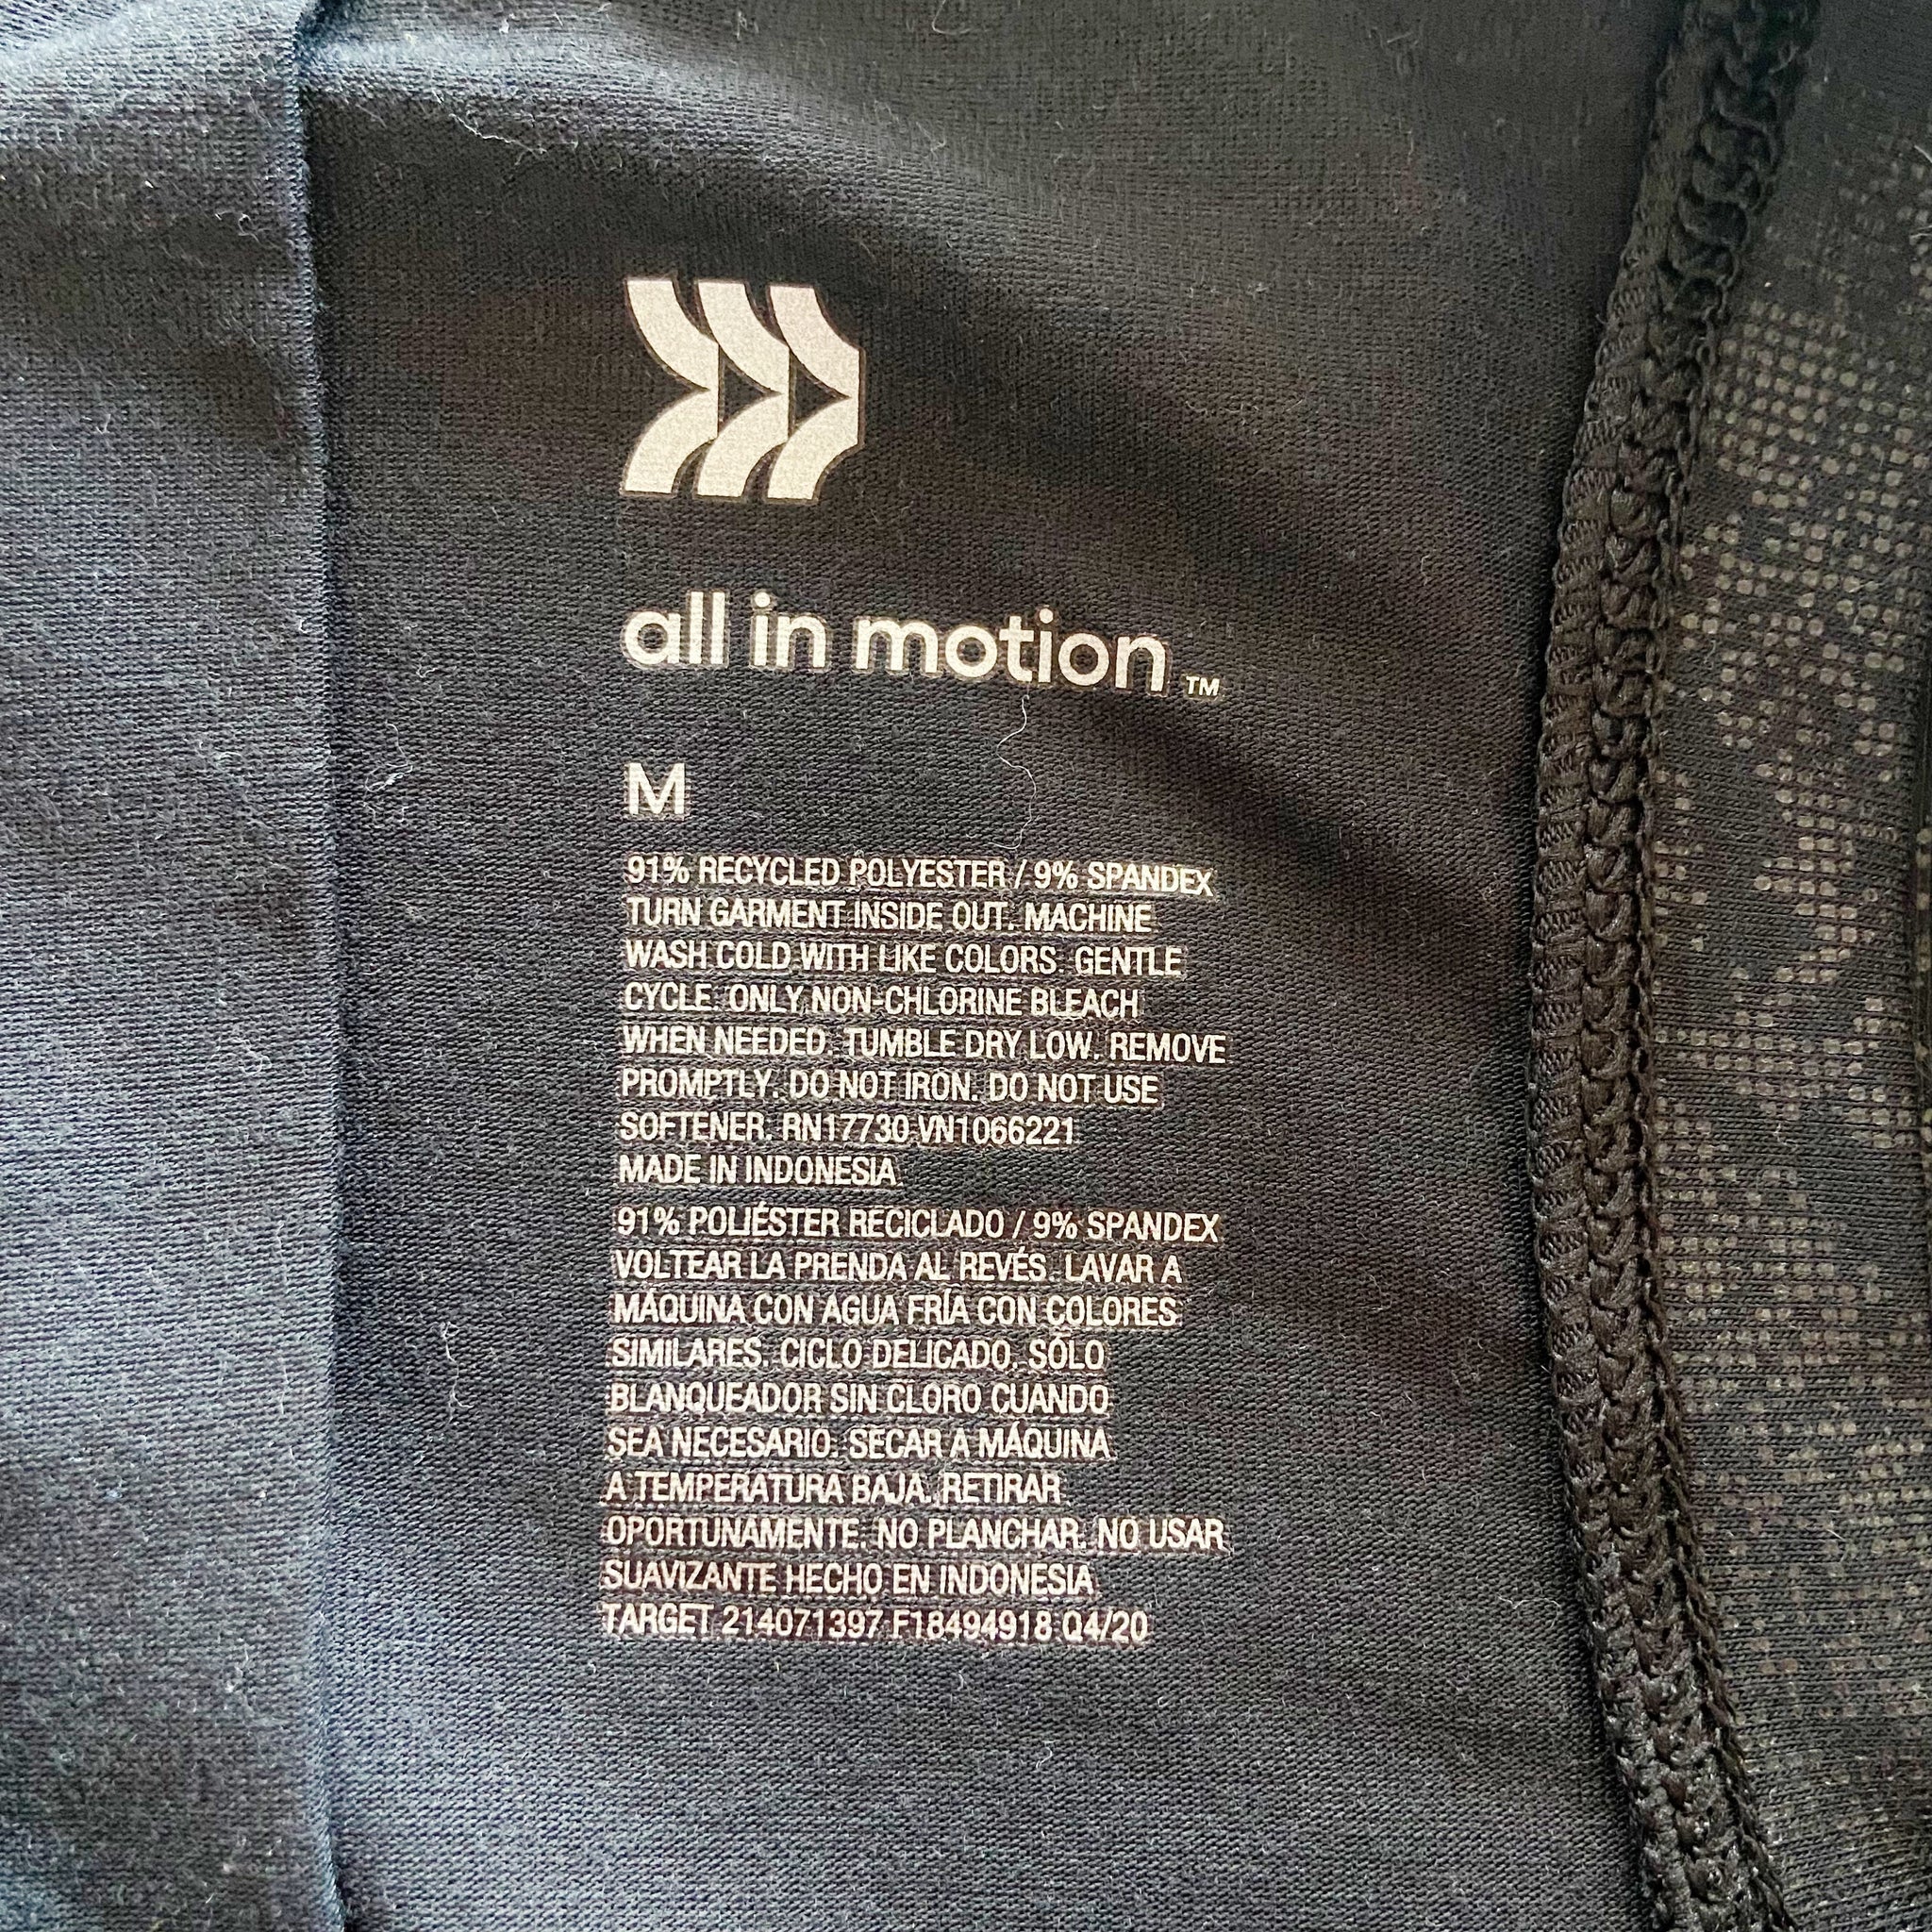 all in motion™
M
91% RECYCLED POLYESTER / 9% SPANDEX
TURN GARMENT INSIDE OUT. MACHINE
WASH COLD WITH LIKE COLORS. GENTLE
CYCLE. ONLY NON-CHLORINE BLEACH
WHEN NEEDED. TUMBLE DRY LOW. REMOVE
PROMPTLY. DO NOT IRON. DO NOT USE
SOFTENER. RN17730 VN1066221
MADE IN INDONESIA
91% POLIÉSTER RECICLADO / 9% SPANDEX
VOLTEAR LA PRENDA AL REVÉS. LAVAR A
MÁQUINA CON AGUA FRÍA CON COLORES
SIMILARES. CICLO DELICADO. SÓLO
BLANQUEADOR SIN CLORO CUANDO
SEA NECESARIO. SECAR A MÁQUINA
A TEMPERATURA BAJA. RETIRAR
OPORTUNAMENTE. NO PLANCHAR. NO USAR
SUAVIZANTE HECHO EN INDONESIA
TARGET 214071397 F18494918 Q4/20